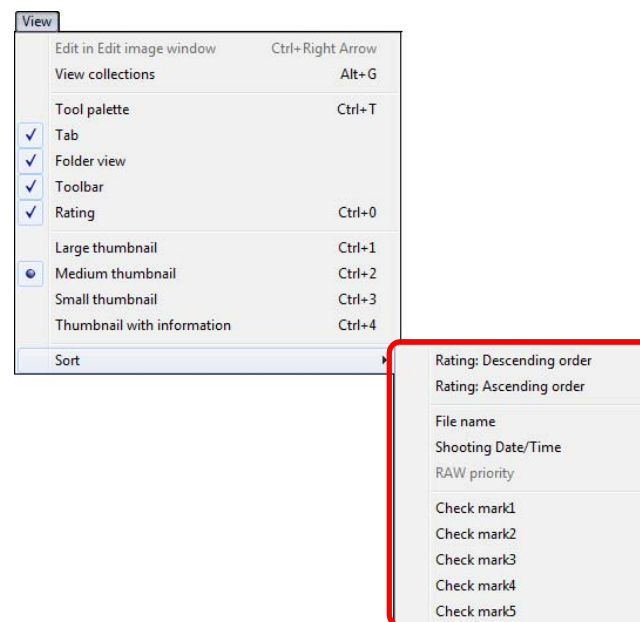 View
Edit in Edit image window Ctrl+Right Arrow
View collections Alt+G
Tool palette Ctrl+T
Tab
Folder view
Toolbar
Rating Ctrl+0
Large thumbnail Ctrl+1
Medium thumbnail Ctrl+2
Small thumbnail Ctrl+3
Thumbnail with information Ctrl+4
Sort
Rating: Descending order
Rating: Ascending order
File name
Shooting Date/Time
RAW priority
Check mark1
Check mark2
Check mark3
Check mark4
Check mark5